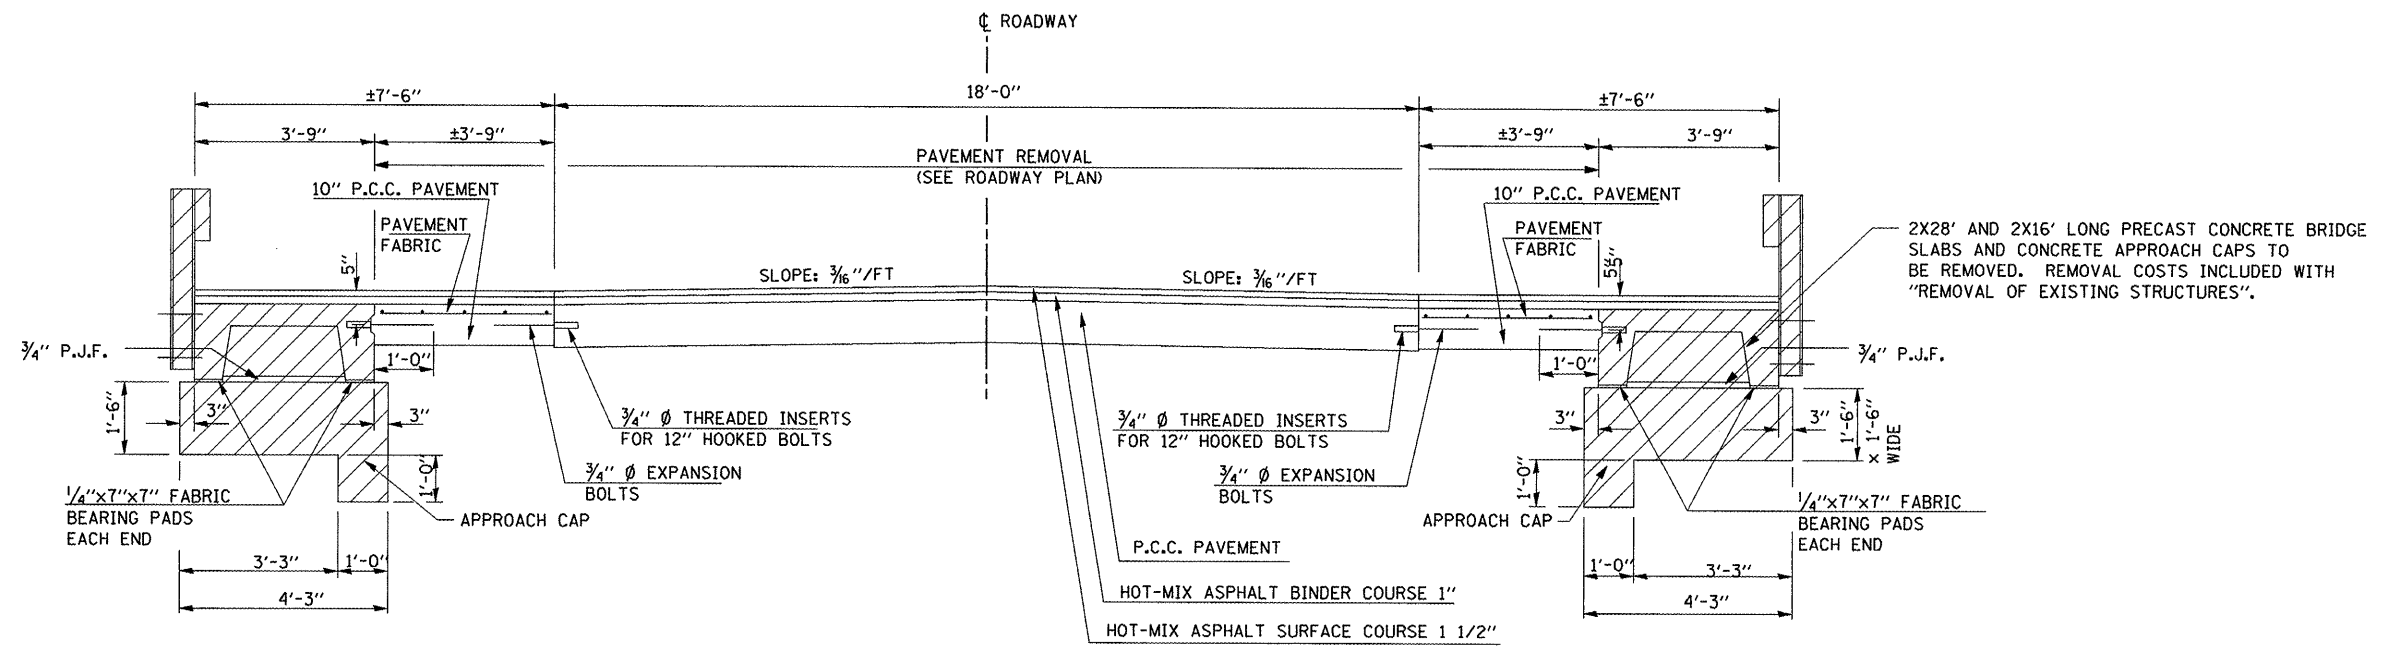 ℄ ROADWAY
±7'-6"
18'-0"
±7'-6"
3'-9"
±3'-9"
±3'-9"
3'-9"
PAVEMENT REMOVAL
(SEE ROADWAY PLAN)
10" P.C.C. PAVEMENT
10" P.C.C. PAVEMENT
PAVEMENT
FABRIC
PAVEMENT
FABRIC
2X28' AND 2X16' LONG PRECAST CONCRETE BRIDGE
SLABS AND CONCRETE APPROACH CAPS TO
BE REMOVED. REMOVAL COSTS INCLUDED WITH
"REMOVAL OF EXISTING STRUCTURES".
5"
SLOPE: 3/16"/FT
SLOPE: 3/16"/FT
5"
3/4" P.J.F.
1'-0"
1'-0"
3/4" P.J.F.
1'-6"
3"
3"
3/4" Ø THREADED INSERTS
FOR 12" HOOKED BOLTS
3/4" Ø THREADED INSERTS
FOR 12" HOOKED BOLTS
3"
3"
1'-6"
x 1'-6"
WIDE
3/4" Ø EXPANSION
BOLTS
3/4" Ø EXPANSION
BOLTS
1'-0"
1'-0"
1/4"x7"x7" FABRIC
BEARING PADS
EACH END
APPROACH CAP
APPROACH CAP
1/4"x7"x7" FABRIC
BEARING PADS
EACH END
P.C.C. PAVEMENT
3'-3"
1'-0"
1'-0"
3'-3"
4'-3"
4'-3"
HOT-MIX ASPHALT BINDER COURSE 1"
HOT-MIX ASPHALT SURFACE COURSE 1 1/2"